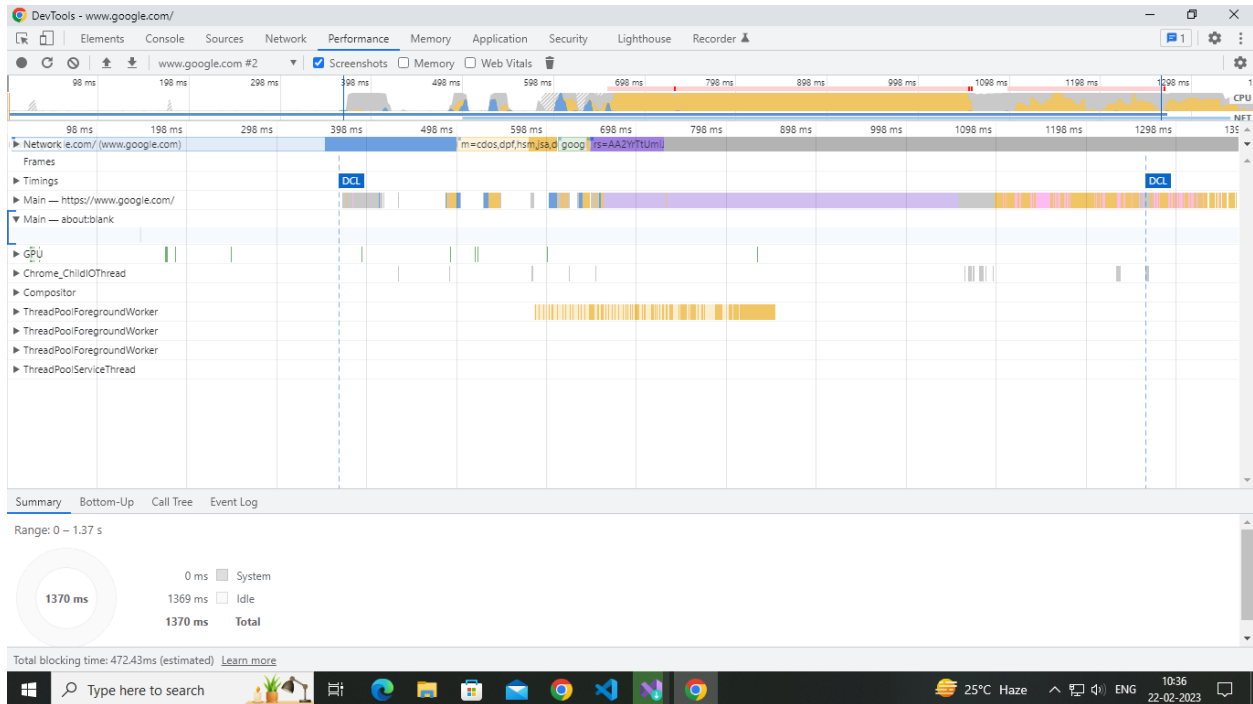 DevTools - www.google.com/
Elements Console Sources Network Performance Memory Application Security Lighthouse Recorder 1
www.google.com #2 Screenshots Memory Web Vitals
98 ms 198 ms 298 ms 398 ms 498 ms 598 ms 698 ms 798 ms 898 ms 998 ms 1098 ms 1198 ms 1298 ms 1
CPU
NET
98 ms 198 ms 298 ms 398 ms 498 ms 598 ms 698 ms 798 ms 898 ms 998 ms 1098 ms 1198 ms 1298 ms 139
Network le.com/ (www.google.com) m=cdos,dpf,hsm,jsa,d goog rs=AA2YrTtUmi
Frames
Timings DCL DCL
Main — https://www.google.com/
Main — about:blank
GPU
Chrome_ChildIOThread
Compositor
ThreadPoolForegroundWorker
ThreadPoolForegroundWorker
ThreadPoolForegroundWorker
ThreadPoolServiceThread
Summary Bottom-Up Call Tree Event Log
Range: 0 – 1.37 s
0 ms System
1370 ms 1369 ms Idle
1370 ms Total
Total blocking time: 472.43ms (estimated) Learn more
Type here to search 25°C Haze ENG 10:36
22-02-2023